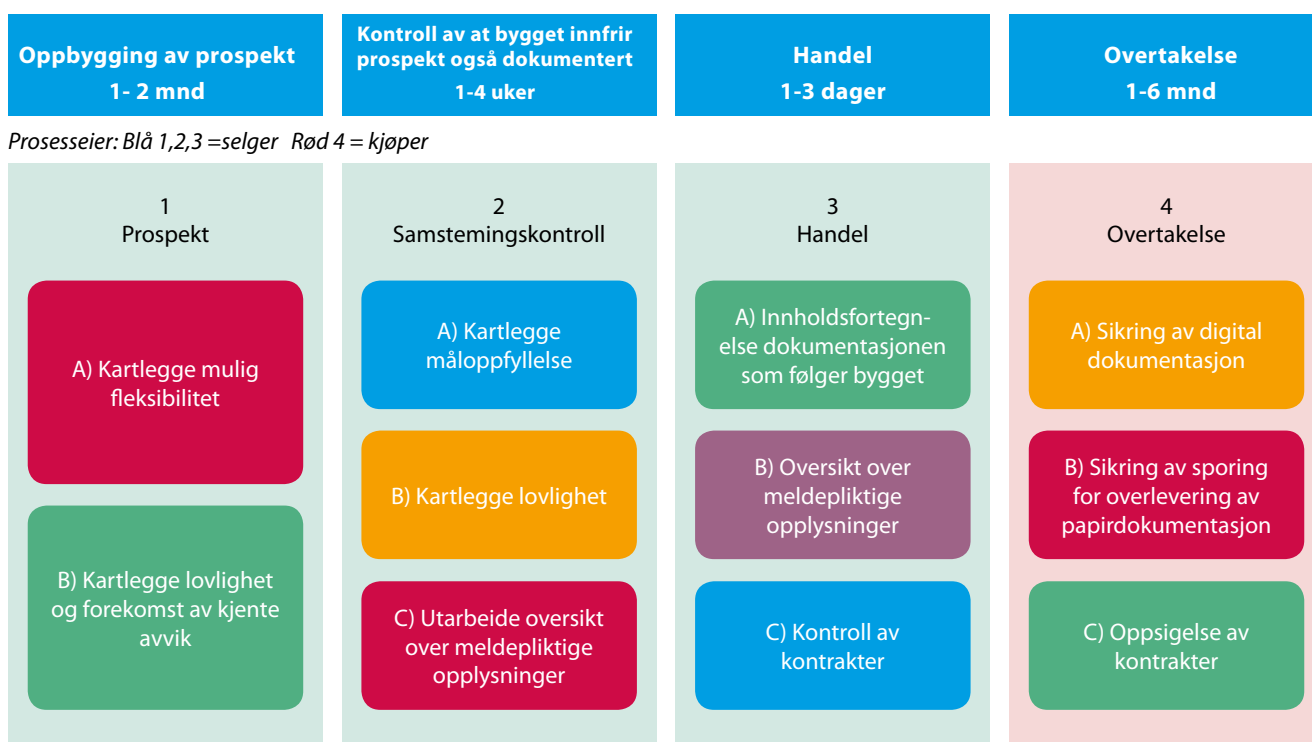 Oppbygging av prospekt
1- 2 mnd
Kontroll av at bygget innfrir
prospekt også dokumentert
1-4 uker
Handel
1-3 dager
Overtakelse
1-6 mnd
Prosesseier: Blå 1,2,3 =selger Rød 4 = kjøper
1
Prospekt
A) Kartlegge mulig
fleksibilitet
B) Kartlegge lovlighet
og forekomst av kjente
avvik
2
Samstemingskontroll
A) Kartlegge
måloppfyllelse
B) Kartlegge lovlighet
C) Utarbeide oversikt
over meldepliktige
opplysninger
3
Handel
A) Innholdsfortegn-
else dokumentasjonen
som følger bygget
B) Oversikt over
meldepliktige
opplysninger
C) Kontroll av
kontrakter
4
Overtakelse
A) Sikring av digital
dokumentasjon
B) Sikring av sporing
for overlevering av
papirdokumentasjon
C) Oppsigelse av
kontrakter